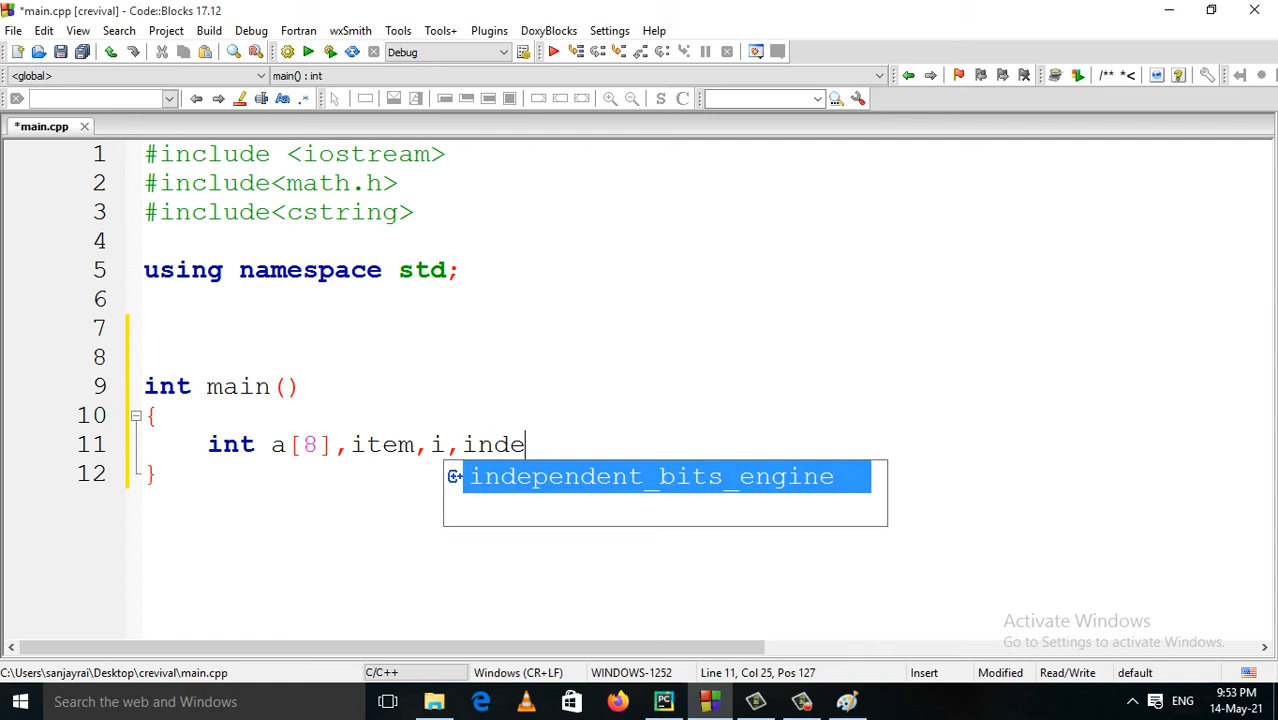 *main.cpp [crevival] - Code::Blocks 17.12
File Edit View Search Project Build Debug Fortran wxSmith Tools Tools+ Plugins DoxyBlocks Settings Help
Debug
<global> main() : int /** *<
Aa .* S C
*main.cpp
1 #include <iostream>
2 #include<math.h>
3 #include<cstring>
4
5 using namespace std;
6
7
8
9 int main()
10 {
11 int a[8],item,i,inde
independent_bits_engine
12 }
Activate Windows
Go to Settings to activate Windows.
C:\Users\sanjayrai\Desktop\crevival\main.cpp C/C++ Windows (CR+LF) WINDOWS-1252 Line 11, Col 25, Pos 127 Insert Modified Read/Write default
Search the web and Windows PC ENG 9:53 PM
14-May-21